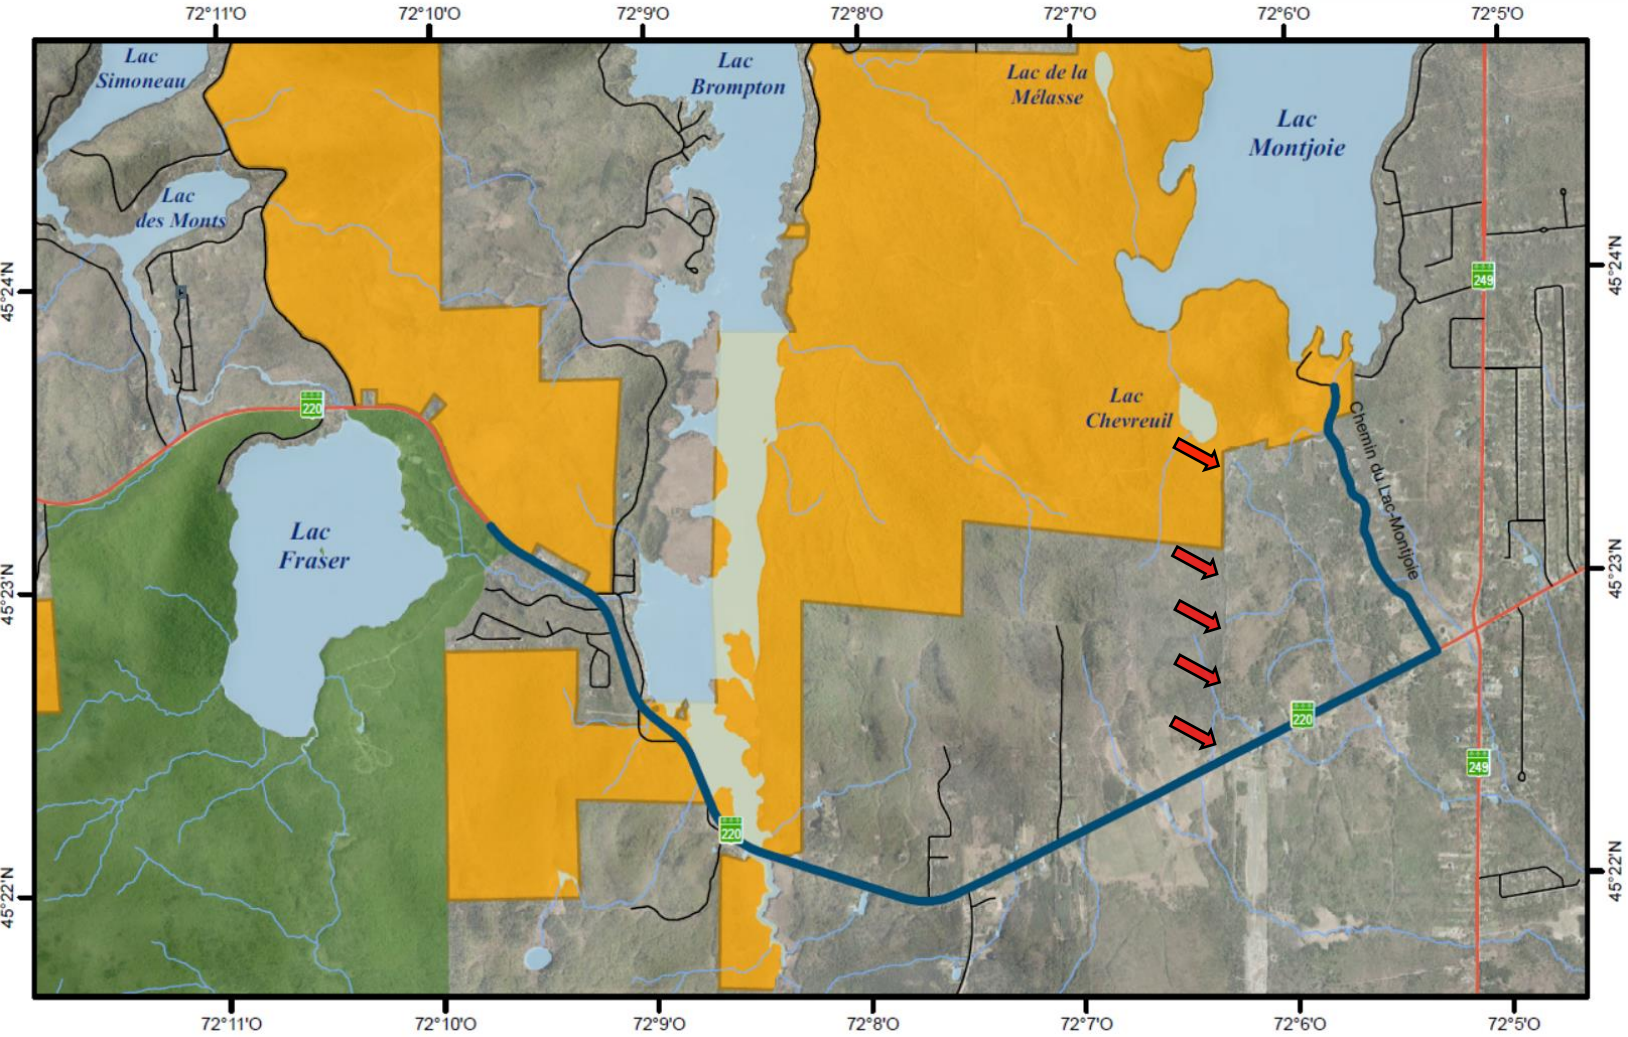 72°11'O 72°10'O 72°9'O 72°8'O 72°7'O 72°6'O 72°5'O
Lac
Simoneau
Lac
Brompton
Lac de la
Mélasse
Lac
Montjoie
Lac
des Monts
45°24'N
249
45°24'N
220
Lac
Chevreuil
Chemin du Lac-Montjoie
Lac
Fraser
45°23'N
45°23'N
220
249
220
45°22'N
45°22'N
72°11'O 72°10'O 72°9'O 72°8'O 72°7'O 72°6'O 72°5'O